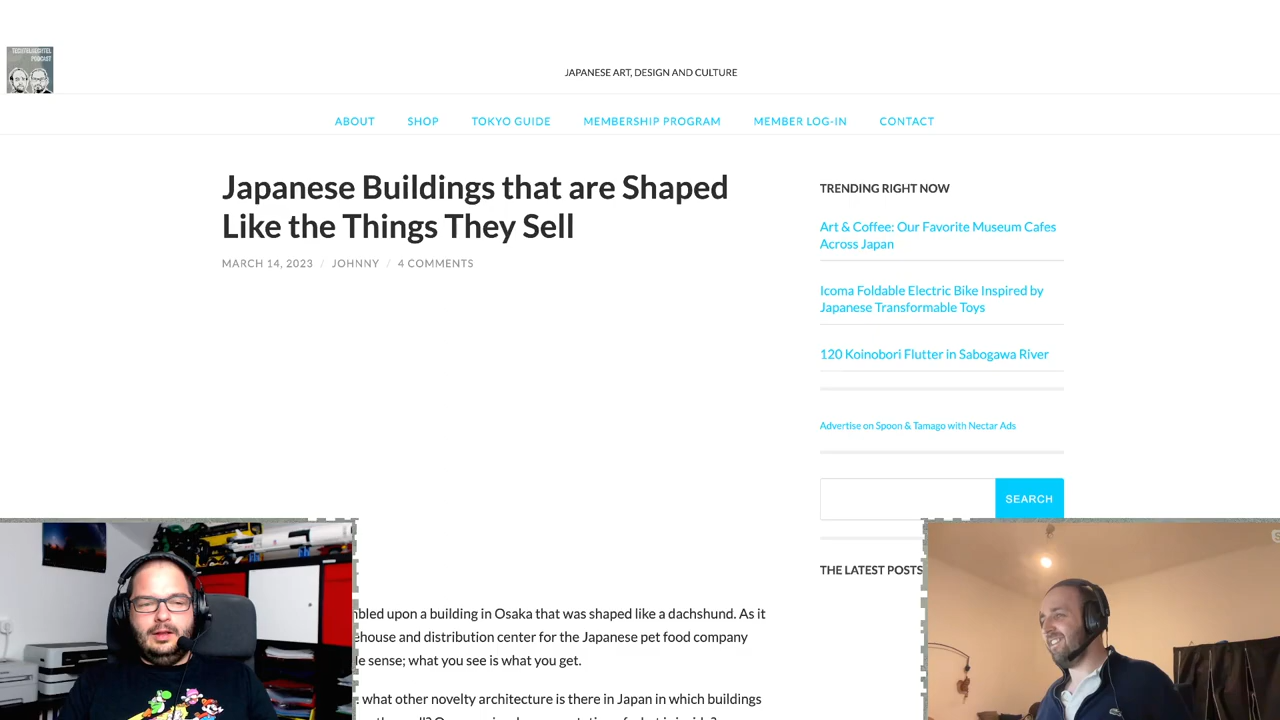 TECHTELMECHTEL
PODCAST
JAPANESE ART, DESIGN AND CULTURE
ABOUT SHOP TOKYO GUIDE MEMBERSHIP PROGRAM MEMBER LOG-IN CONTACT
Japanese Buildings that are Shaped
Like the Things They Sell
MARCH 14, 2023 / JOHNNY / 4 COMMENTS
TRENDING RIGHT NOW
Art & Coffee: Our Favorite Museum Cafes
Across Japan
Icoma Foldable Electric Bike Inspired by
Japanese Transformable Toys
120 Koinobori Flutter in Sabogawa River
Advertise on Spoon & Tamago with Nectar Ads
SEARCH
THE LATEST POSTS
upon a building in Osaka that was shaped like a dachshund. As it
and distribution center for the Japanese pet food company
sense; what you see is what you get.
what other novelty architecture is there in Japan in which buildings